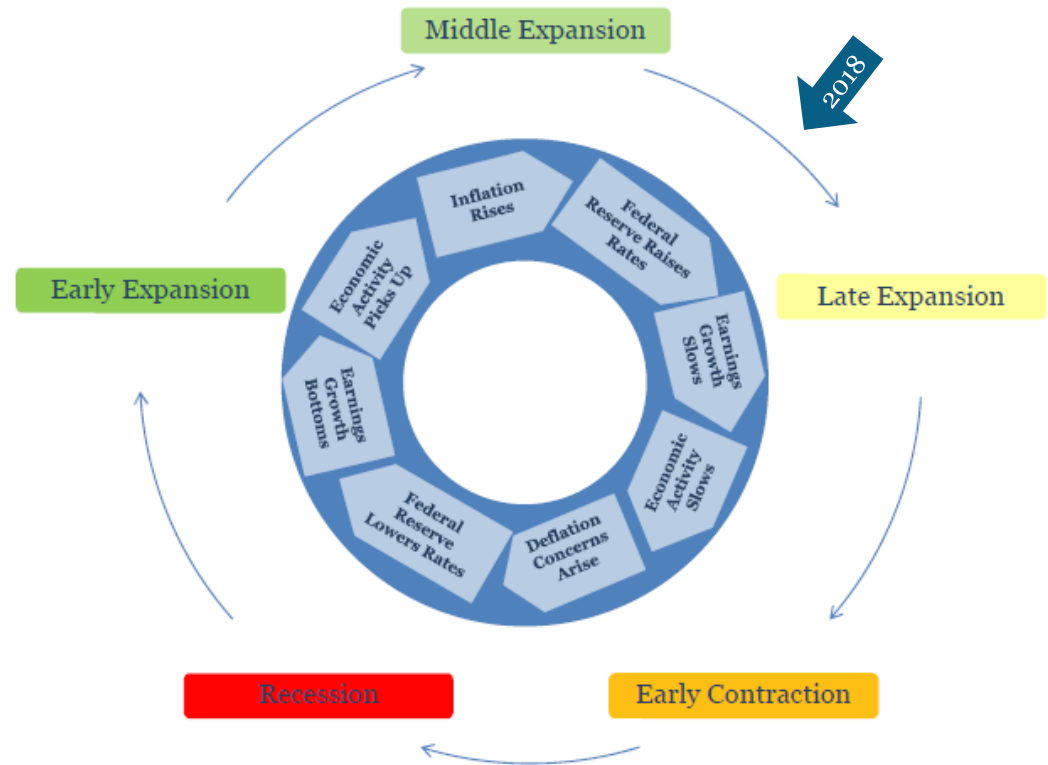 Middle Expansion
2018
Late Expansion
Early Contraction
Recession
Early Expansion
Inflation
Rises
Federal
Reserve Raises
Rates
Earnings
Growth
Slows
Economic
Activity
Slows
Deflation
Concerns
Arise
Federal
Reserve
Lowers Rates
Earnings
Growth
Bottoms
Economic
Activity
Picks Up